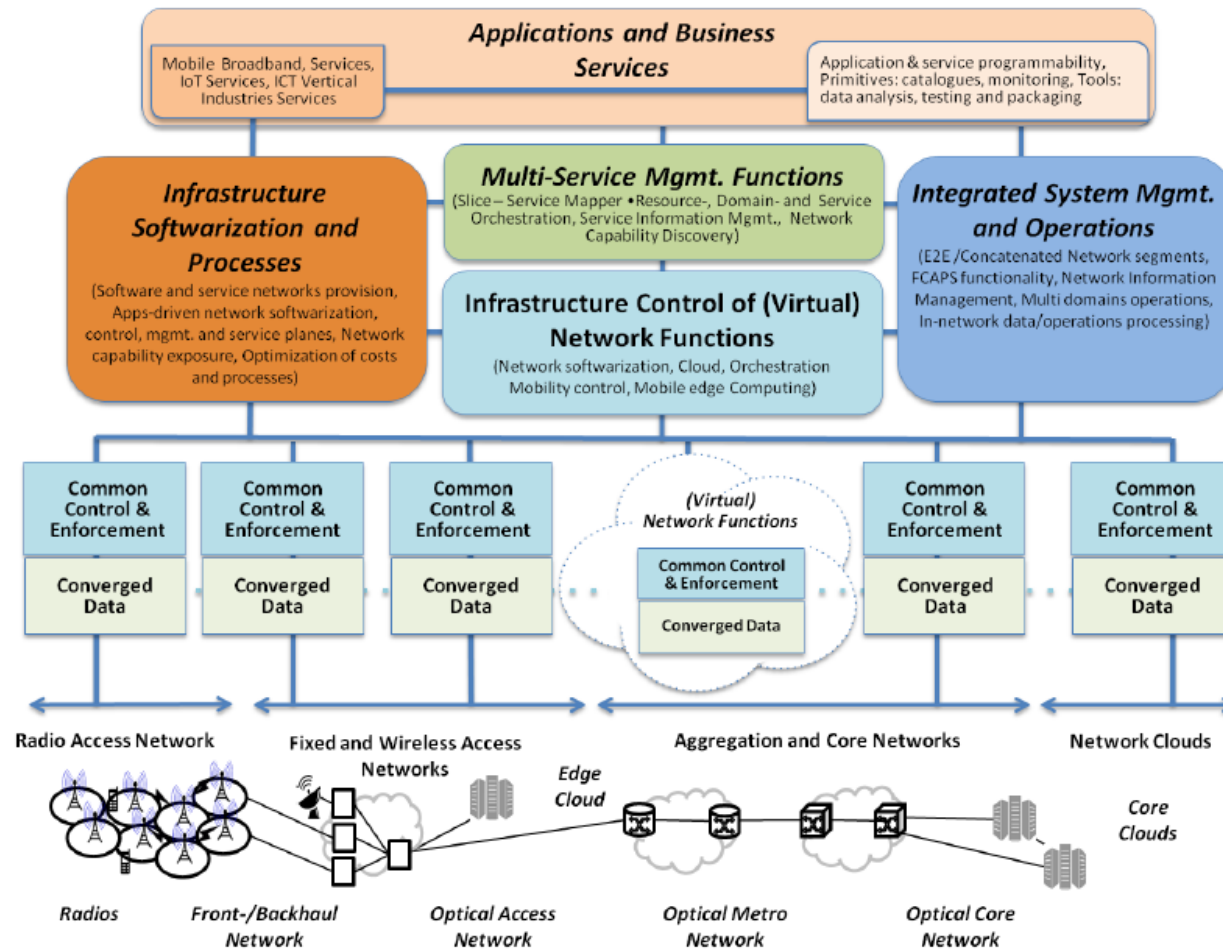 Applications and Business
Services
Mobile Broadband, Services,
IoT Services, ICT Vertical
Industries Services
Application & service programmability,
Primitives: catalogues, monitoring, Tools:
data analysis, testing and packaging
Infrastructure
Softwarization and
Processes
(Software and service networks provision,
Apps-driven network softwarization,
control, mgmt. and service planes, Network
capability exposure, Optimization of costs
and processes)
Multi-Service Mgmt. Functions
(Slice – Service Mapper •Resource-, Domain- and Service
Orchestration, Service Information Mgmt., Network
Capability Discovery)
Infrastructure Control of (Virtual)
Network Functions
(Network softwarization, Cloud, Orchestration
Mobility control, Mobile edge Computing)
Integrated System Mgmt.
and Operations
(E2E /Concatenated Network segments,
FCAPS functionality, Network Information
Management, Multi domains operations,
In-network data/operations processing)
Common
Control &
Enforcement
Converged
Data
Common
Control &
Enforcement
Converged
Data
Common
Control &
Enforcement
Converged
Data
(Virtual)
Network Functions
Common Control
& Enforcement
Converged Data
Common
Control &
Enforcement
Converged
Data
Common
Control &
Enforcement
Converged
Data
Radio Access Network
Fixed and Wireless Access
Networks
Aggregation and Core Networks
Network Clouds
Edge
Cloud
Core
Clouds
Radios
Front-/Backhaul
Network
Optical Access
Network
Optical Metro
Network
Optical Core
Network